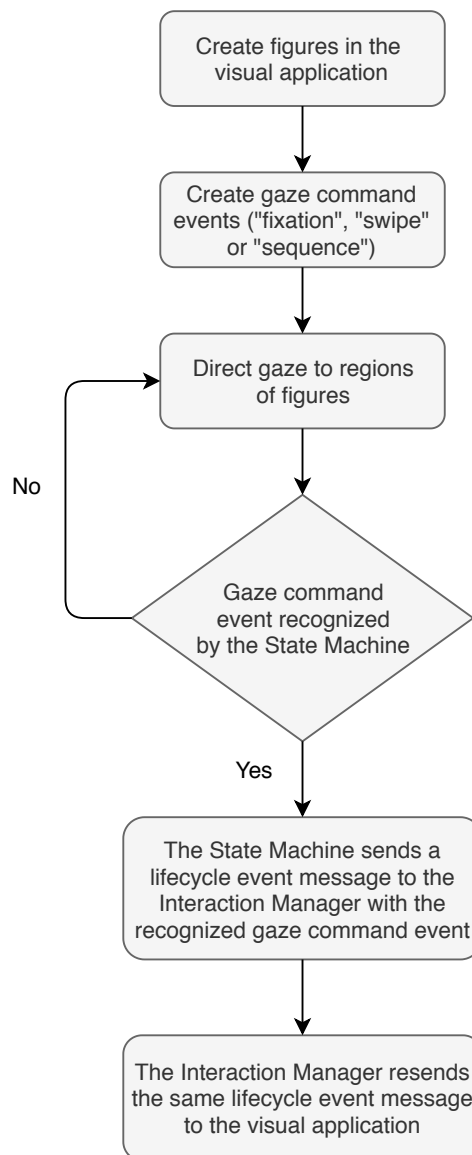 Create figures in the
visual application
Create gaze command
events ("fixation", "swipe"
or "sequence")
Direct gaze to regions
of figures
No
Gaze command
event recognized
by the State Machine
Yes
The State Machine sends a
lifecycle event message to the
Interaction Manager with the
recognized gaze command event
The Interaction Manager resends
the same lifecycle event message
to the visual application